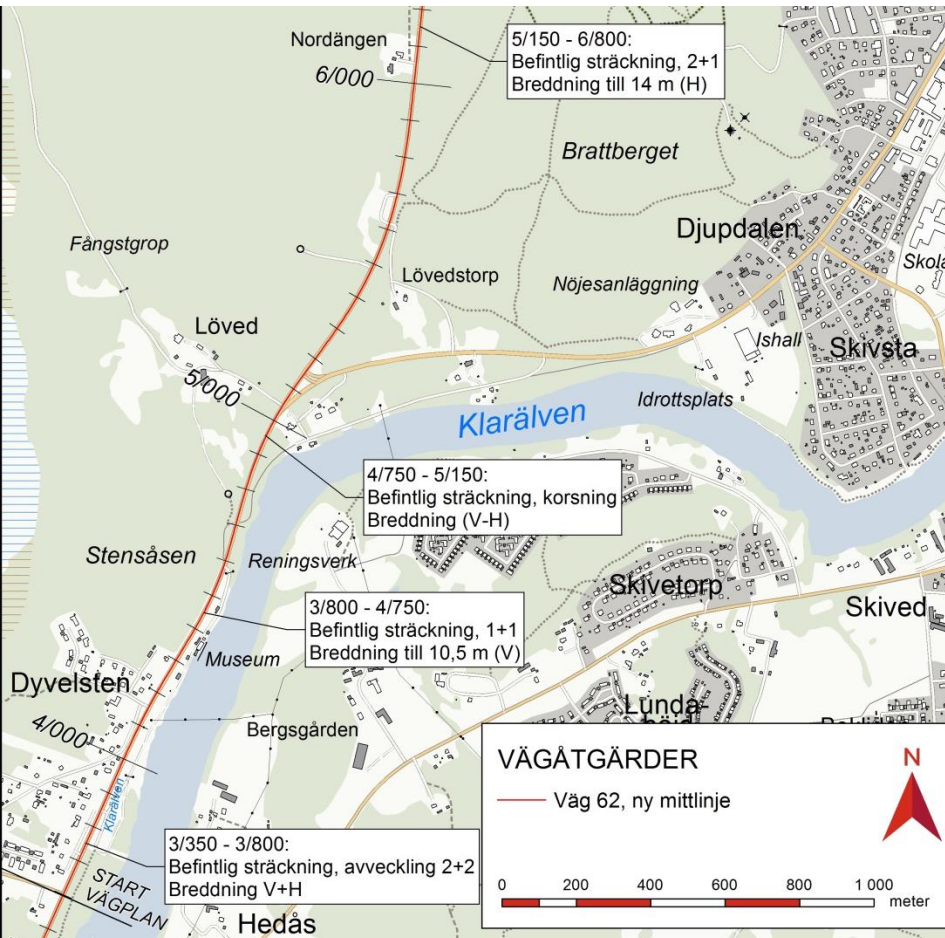 Nordängen
5/150 - 6/800:
Befintlig sträckning, 2+1
Breddning till 14 m (H)
6/000
Brattberget
Djupdalen
Fångstgrop
Lövedstorp
Nöjesanläggning
Löved
Ishall
Skivsta
5/000
Idrottsplats
Klarälven
4/750 - 5/150:
Befintlig sträckning, korsning
Breddning (V-H)
Stensåsen
Reningsverk
Skivetorp
Skived
3/800 - 4/750:
Befintlig sträckning, 1+1
Breddning till 10,5 m (V)
Museum
Dyvelsten
Lunda-
4/000
Bergsgården
VÄGÅTGÄRDER
N
Väg 62, ny mittlinje
Klarälven
3/350 - 3/800:
Befintlig sträckning, avveckling 2+2
Breddning V+H
START
VÄGPLAN
0 200 400 600 800 1 000
meter
Hedås